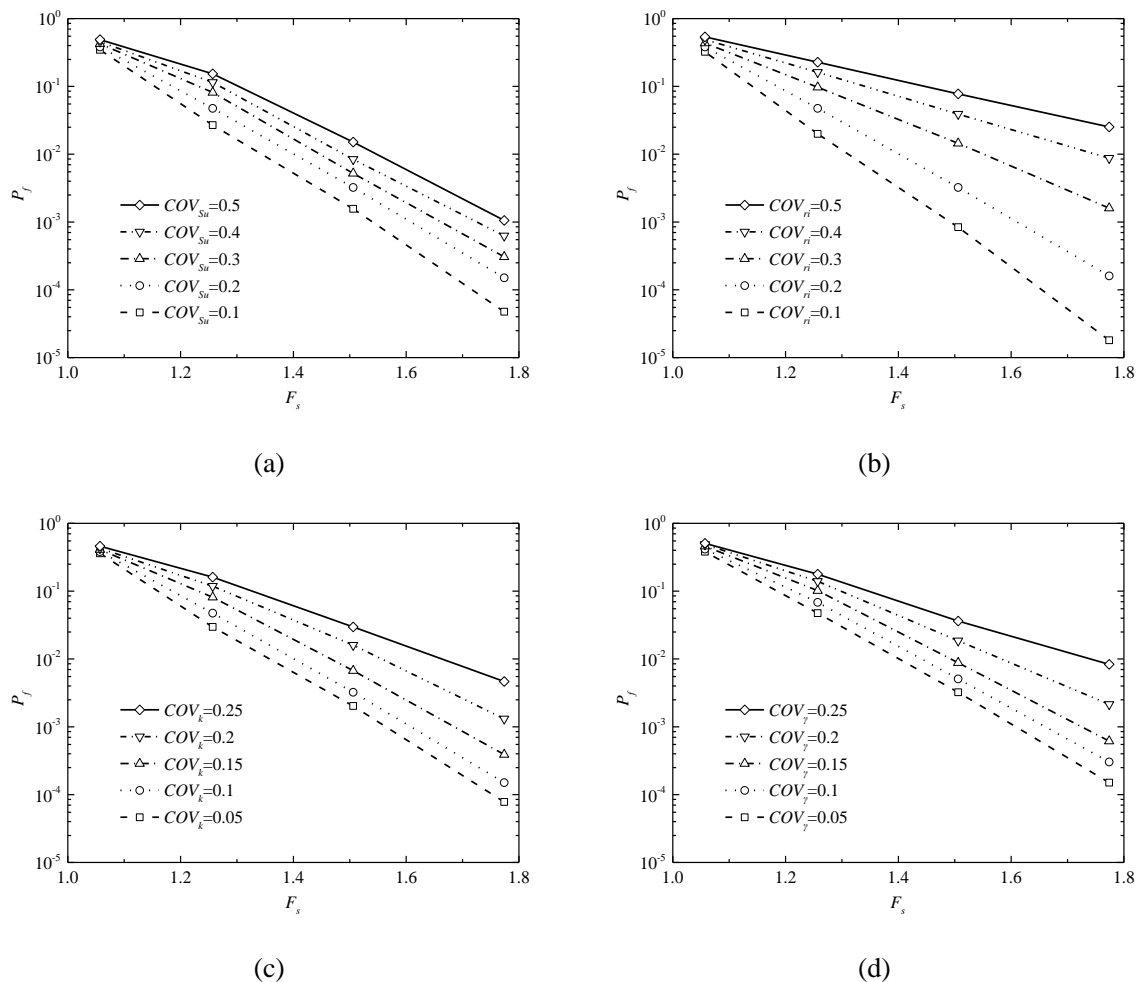 10^0
10^-1
10^-2
10^-3
10^-4
10^-5
P_f
COV_Su=0.5
COV_Su=0.4
COV_Su=0.3
COV_Su=0.2
COV_Su=0.1
1.0 1.2 1.4 1.6 1.8
F_s
(a)
10^0
10^-1
10^-2
10^-3
10^-4
10^-5
P_f
COV_ri=0.5
COV_ri=0.4
COV_ri=0.3
COV_ri=0.2
COV_ri=0.1
1.0 1.2 1.4 1.6 1.8
F_s
(b)
10^0
10^-1
10^-2
10^-3
10^-4
10^-5
P_f
COV_k=0.25
COV_k=0.2
COV_k=0.15
COV_k=0.1
COV_k=0.05
1.0 1.2 1.4 1.6 1.8
F_s
(c)
10^0
10^-1
10^-2
10^-3
10^-4
10^-5
P_f
COV_γ=0.25
COV_γ=0.2
COV_γ=0.15
COV_γ=0.1
COV_γ=0.05
1.0 1.2 1.4 1.6 1.8
F_s
(d)